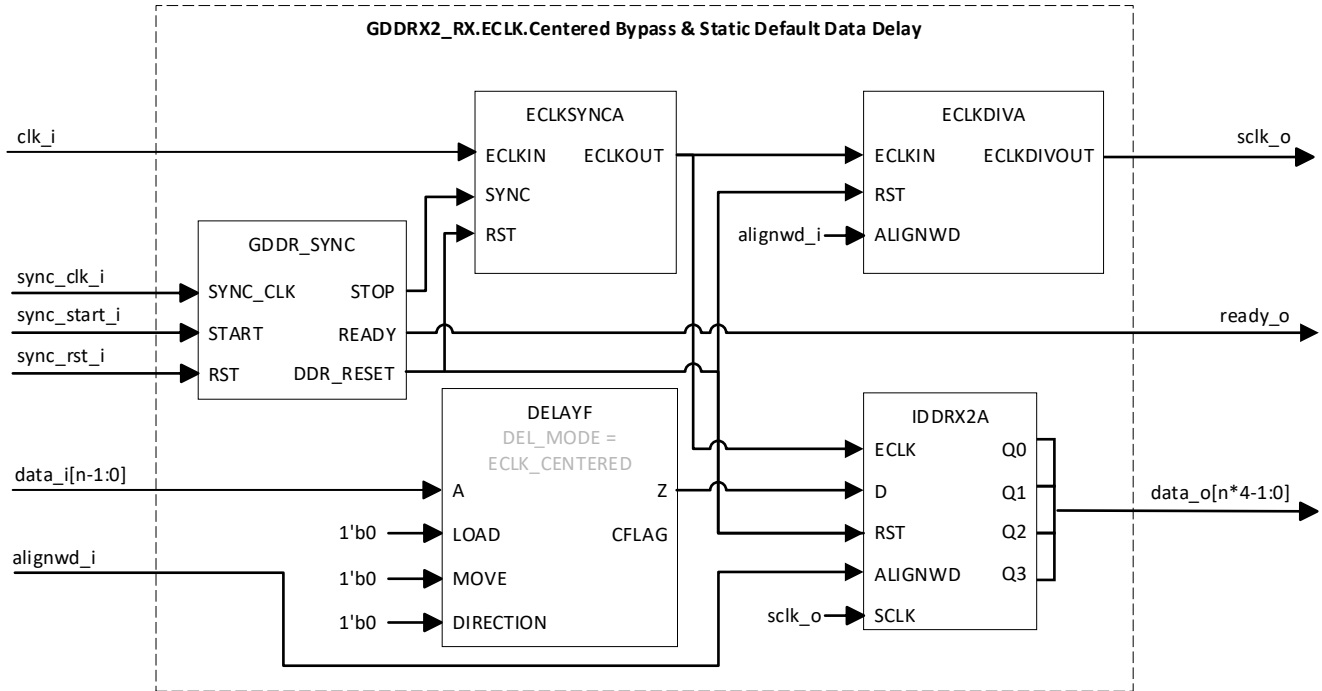 GDDRX2_RX.ECLK.Centered Bypass & Static Default Data Delay
clk_i
ECLKSYNCA
ECLKIN ECLKOUT
SYNC
RST
ECLKDIVA
ECLKIN ECLKDIVOUT
RST
alignwd_i ALIGNWD
sclk_o
GDDR_SYNC
sync_clk_i
SYNC_CLK STOP
sync_start_i
START READY
sync_rst_i
RST DDR_RESET
ready_o
DELAYF
DEL_MODE =
ECLK_CENTERED
data_i[n-1:0]
A Z
1'b0 LOAD CFLAG
alignwd_i
1'b0 MOVE
1'b0 DIRECTION
IDDRX2A
ECLK Q0
D Q1
RST Q2
ALIGNWD Q3
sclk_o SCLK
data_o[n*4-1:0]